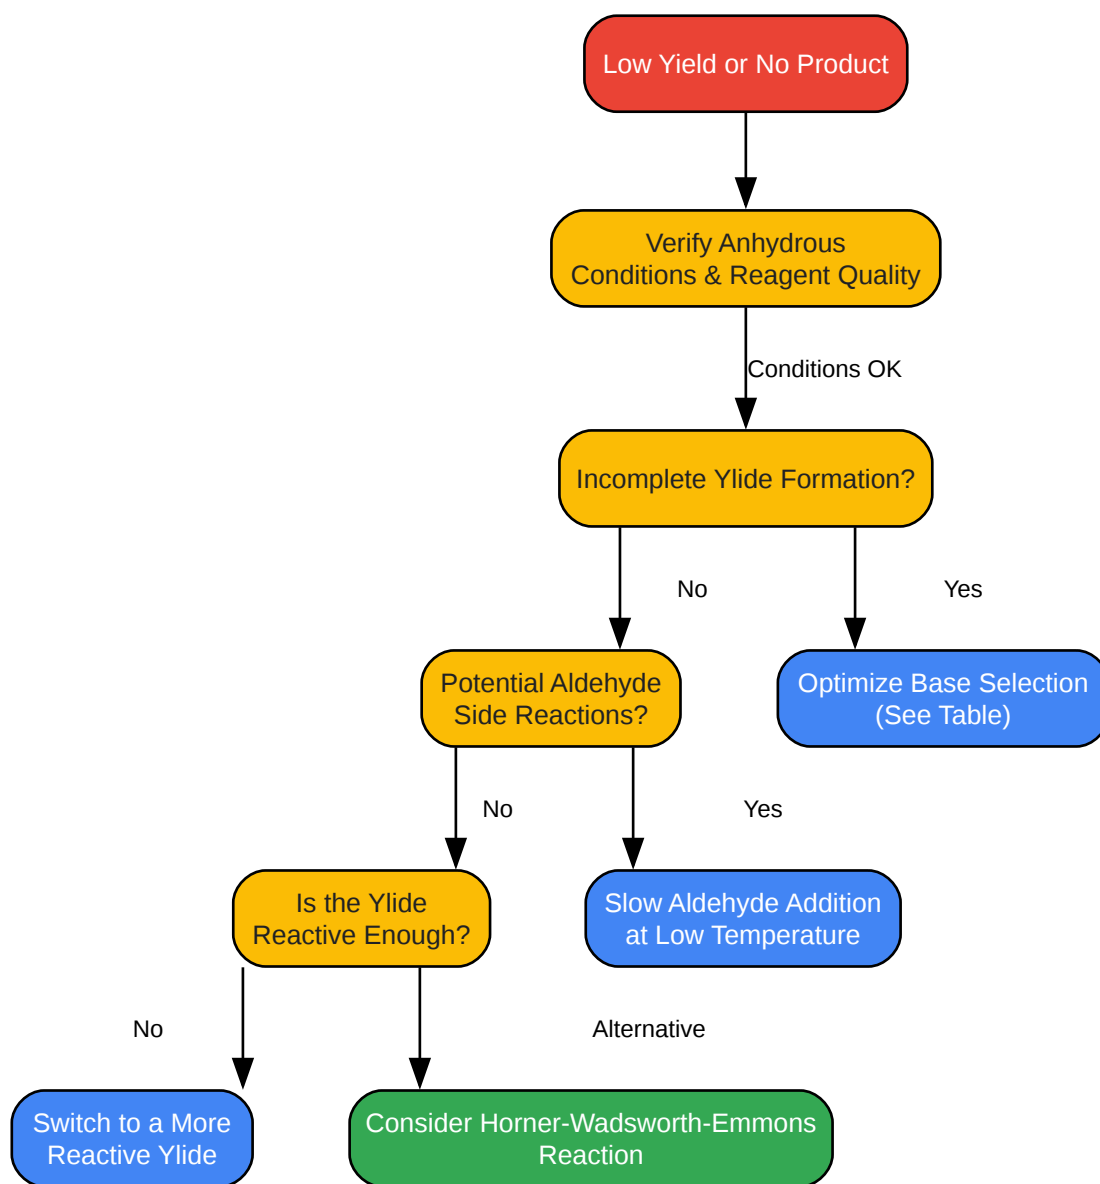 Low Yield or No Product
Verify Anhydrous
Conditions & Reagent Quality
Conditions OK
Incomplete Ylide Formation?
No
Yes
Potential Aldehyde
Side Reactions?
Optimize Base Selection
(See Table)
No
Yes
Is the Ylide
Reactive Enough?
Slow Aldehyde Addition
at Low Temperature
No
Alternative
Switch to a More
Reactive Ylide
Consider Horner-Wadsworth-Emmons
Reaction